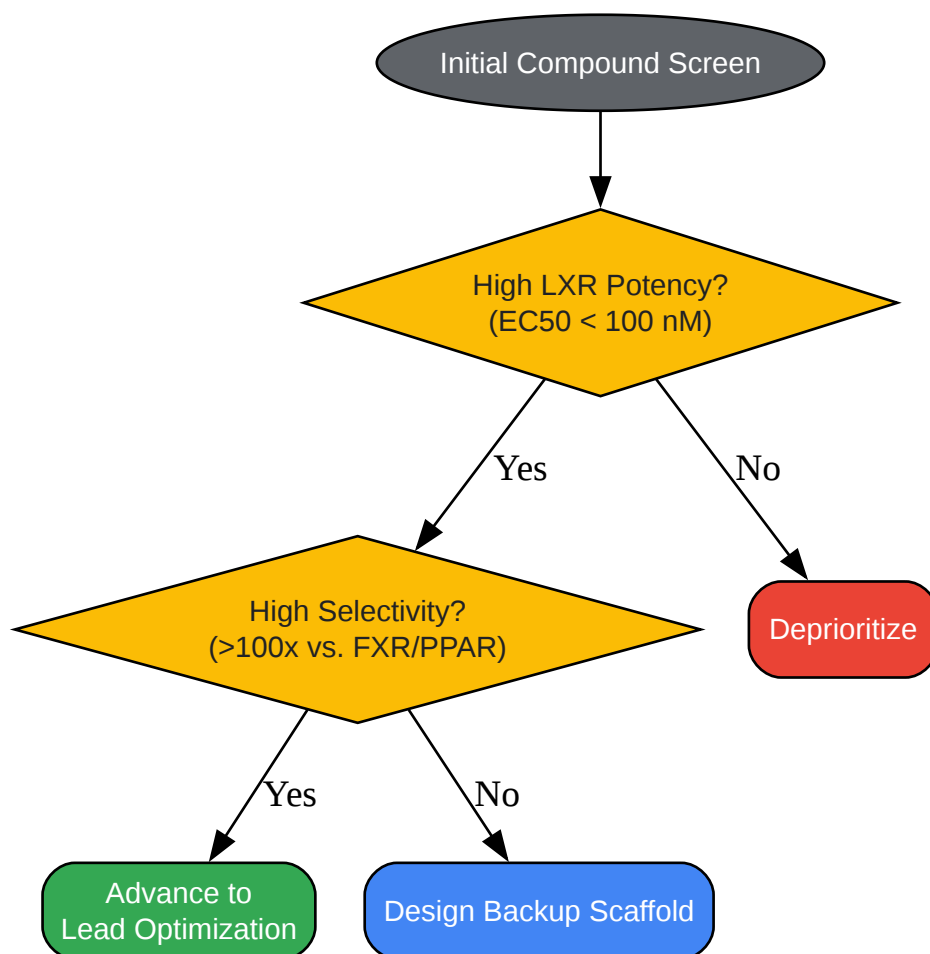 Initial Compound Screen
High LXR Potency?
(EC50 < 100 nM)
Yes
No
High Selectivity?
(>100x vs. FXR/PPAR)
Deprioritize
Yes
No
Advance to
Lead Optimization
Design Backup Scaffold